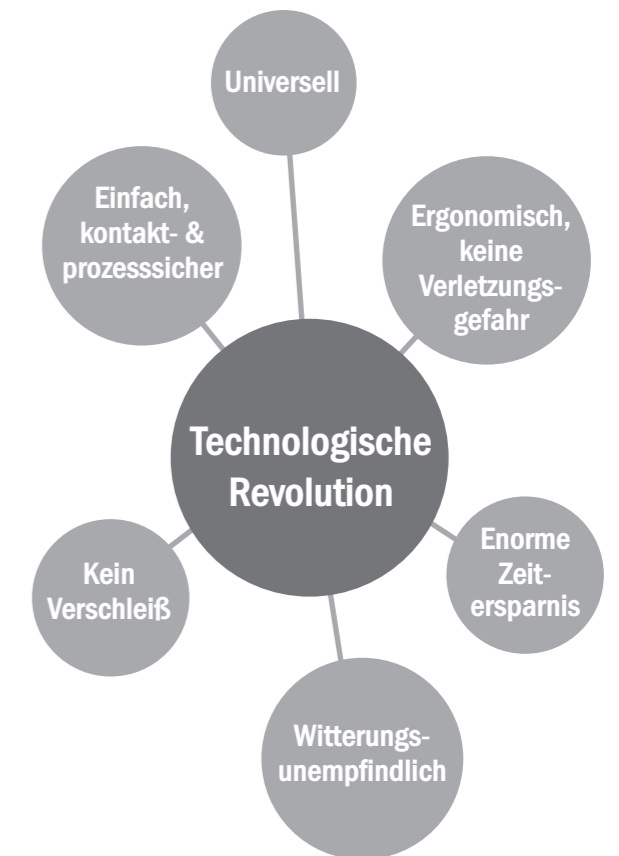 Universell
Einfach,
kontakt- &
prozesssicher
Ergonomisch,
keine
Verletzungs-
gefahr
Technologische
Revolution
Enorme
Zeit-
ersparnis
Kein
Verschleiß
Witterungs-
unempfindlich